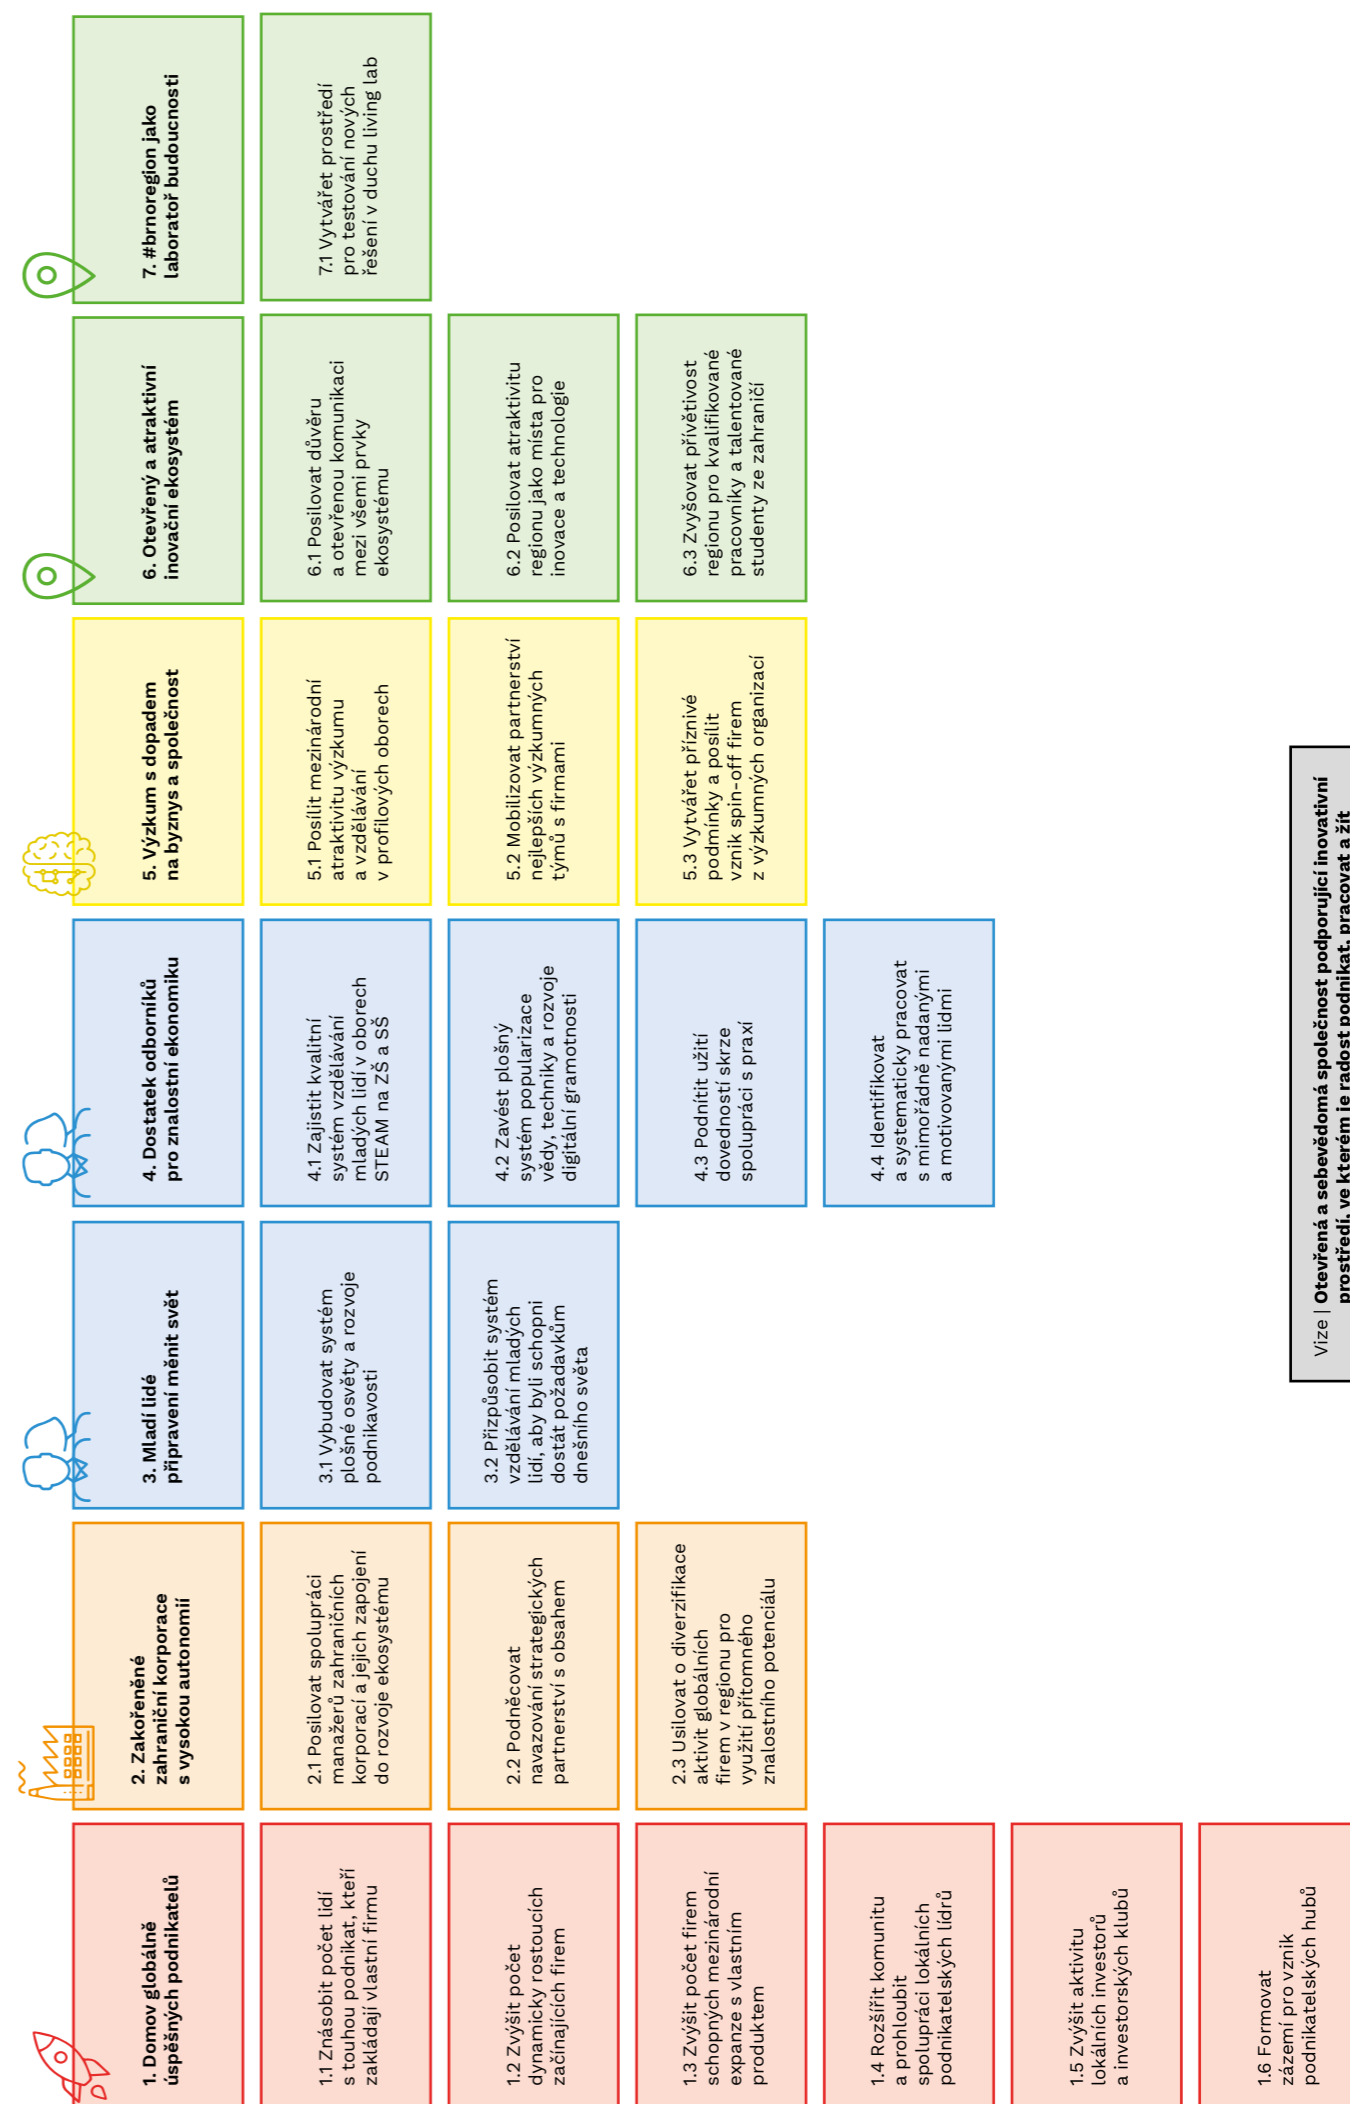 1. Domov globálně
úspěšných podnikatelů
1.1 Znásobit počet lidí
s touhou podnikat, kteří
zakládají vlastní firmu
1.2 Zvýšit počet
dynamicky rostoucích
začínajících firem
1.3 Zvýšit počet firem
schopných mezinárodní
expanze s vlastním
produktem
1.4 Rozšířit komunitu
a prohloubit
spolupráci lokálních
podnikatelských lídrů
1.5 Zvýšit aktivitu
lokálních investorů
a investorských klubů
1.6 Formovat
zázemí pro vznik
podnikatelských hubů
2. Zakořeněné
zahraniční korporace
s vysokou autonomií
2.1 Posilovat spolupráci
manažerů zahraničních
korporací a jejich zapojení
do rozvoje ekosystému
2.2 Podněcovat
navazování strategických
partnerství s obsahem
2.3 Usilovat o diverzifikace
aktivit globálních
firem v regionu pro
využití přítomného
znalostního potenciálu
3. Mladí lidé
připravení měnit svět
3.1 Vybudovat systém
plošné osvěty a rozvoje
podnikavosti
3.2 Přizpůsobit systém
vzdělávání mladých
lidí, aby byli schopni
dostát požadavkům
dnešního světa
4. Dostatek odborníků
pro znalostní ekonomiku
4.1 Zajistit kvalitní
systém vzdělávání
mladých lidí v oborech
STEAM na ZŠ a SŠ
4.2 Zavést plošný
systém popularizace
vědy, techniky a rozvoje
digitální gramotnosti
4.3 Podnítit užití
dovedností skrze
spolupráci s praxí
4.4 Identifikovat
a systematicky pracovat
s mimořádně nadanými
a motivovanými lidmi
5. Výzkum s dopadem
na byznys a společnost
5.1 Posílit mezinárodní
atraktivitu výzkumu
a vzdělávání
v profilových oborech
5.2 Mobilizovat partnerství
nejlepších výzkumných
týmů s firmami
5.3 Vytvářet příznivé
podmínky a posílit
vznik spin-off firem
z výzkumných organizací
6. Otevřený a atraktivní
inovační ekosystém
6.1 Posilovat důvěru
a otevřenou komunikaci
mezi všemi prvky
ekosystému
6.2 Posilovat atraktivitu
regionu jako místa pro
inovace a technologie
6.3 Zvyšovat přívětivost
regionu pro kvalifikované
pracovníky a talentované
studenty ze zahraničí
7. #brnoregion jako
laboratoř budoucnosti
7.1 Vytvářet prostředí
pro testování nových
řešení v duchu living lab
Vize | Otevřená a sebevědomá společnost podporující inovativní
prostředí, ve kterém je radost podnikat, pracovat a žít